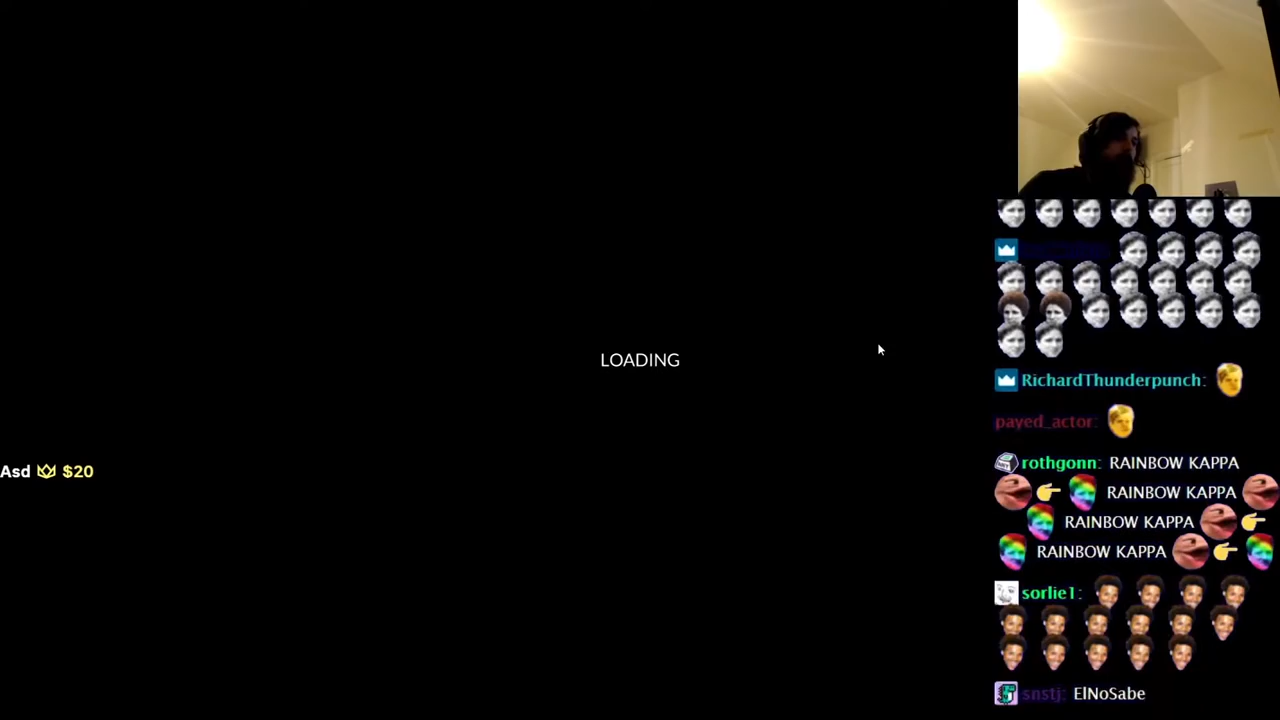 LOADING
Asd $20
RichardThunderpunch:
payed_actor:
rothgonn: RAINBOW KAPPA
RAINBOW KAPPA
RAINBOW KAPPA
RAINBOW KAPPA
sorlie1:
snstj: ElNoSabe